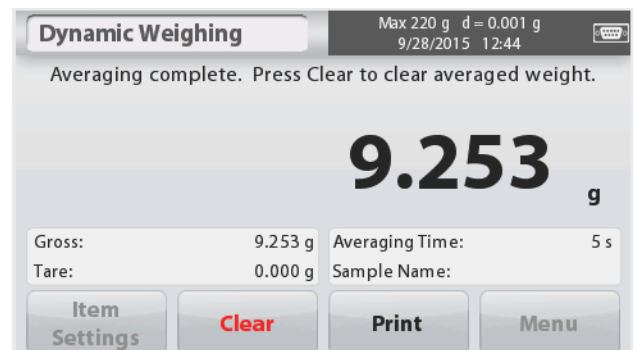 Dynamic Weighing
Max 220 g d = 0.001 g
9/28/2015 12:44
Averaging complete. Press Clear to clear averaged weight.
9.253 g
Gross: 9.253 g
Tare: 0.000 g
Averaging Time: 5 s
Sample Name:
Item
Settings
Clear
Print
Menu